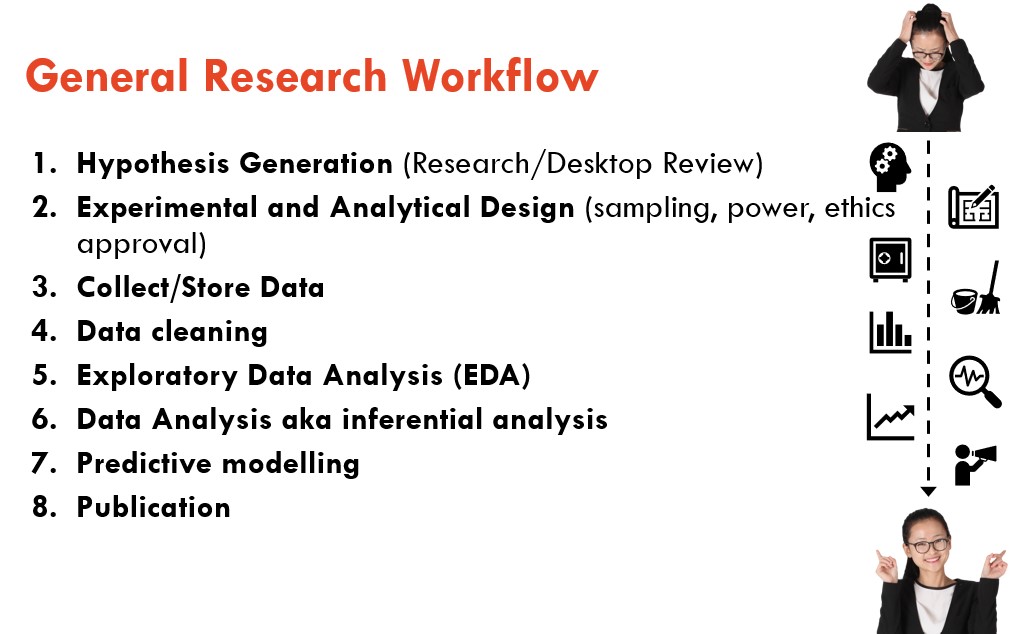 General Research Workflow
1. Hypothesis Generation (Research/Desktop Review)
2. Experimental and Analytical Design (sampling, power, ethics
approval)
3. Collect/Store Data
4. Data cleaning
5. Exploratory Data Analysis (EDA)
6. Data Analysis aka inferential analysis
7. Predictive modelling
8. Publication